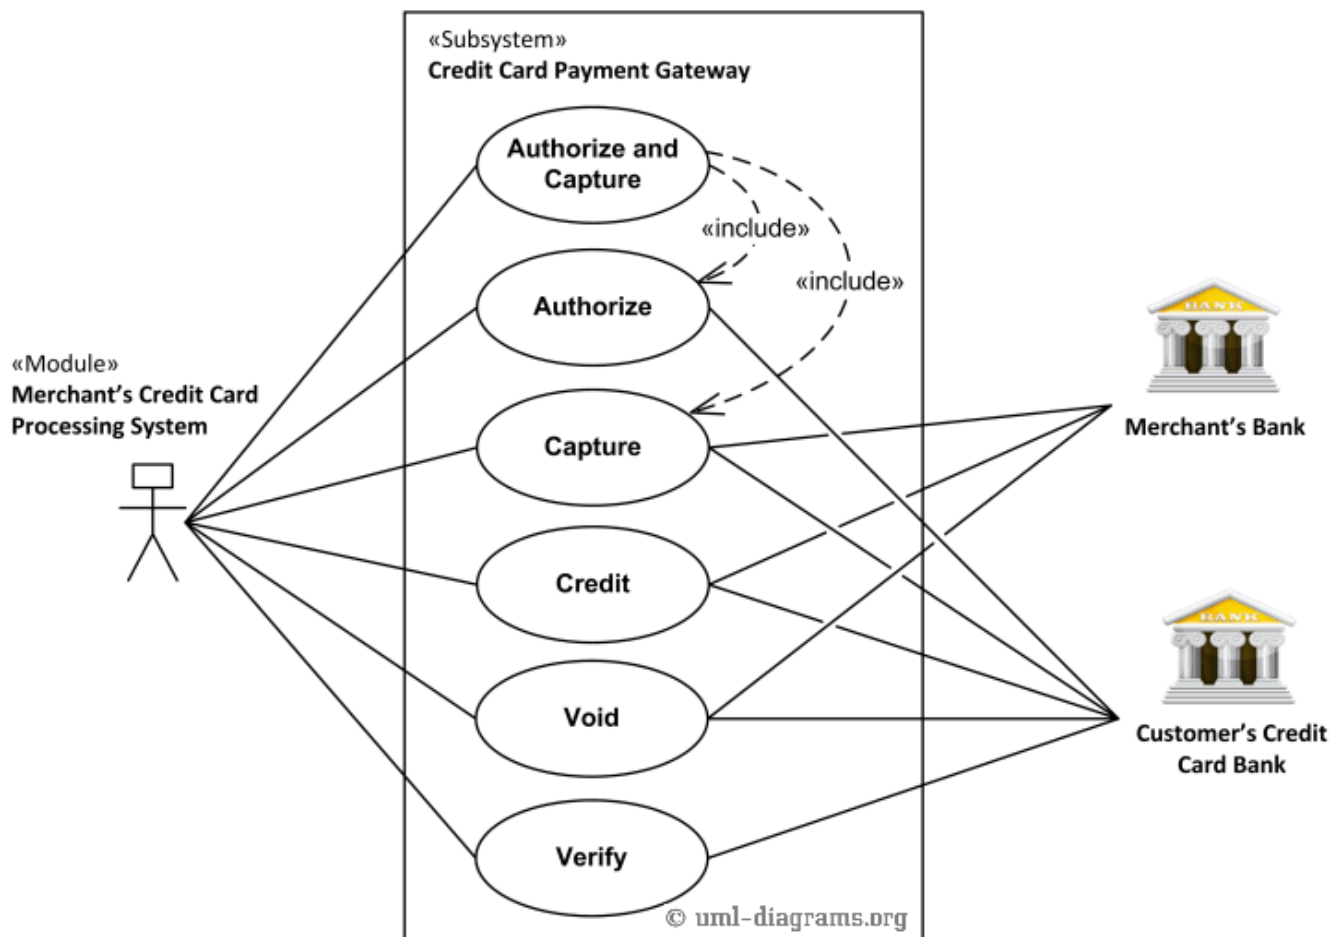 «Subsystem»
Credit Card Payment Gateway
Authorize and
Capture
«include»
Authorize
«include»
BANK
«Module»
Merchant's Credit Card
Processing System
Capture
Merchant's Bank
Credit
BANK
Void
Customer's Credit
Card Bank
Verify
© uml-diagrams.org